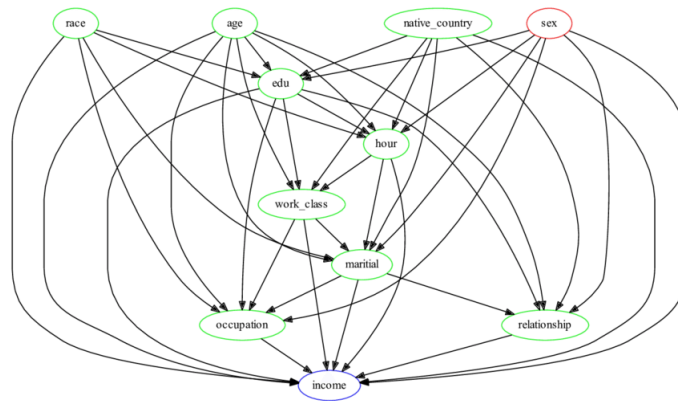 race age native_country sex
edu
hour
work_class
maritial
occupation relationship
income